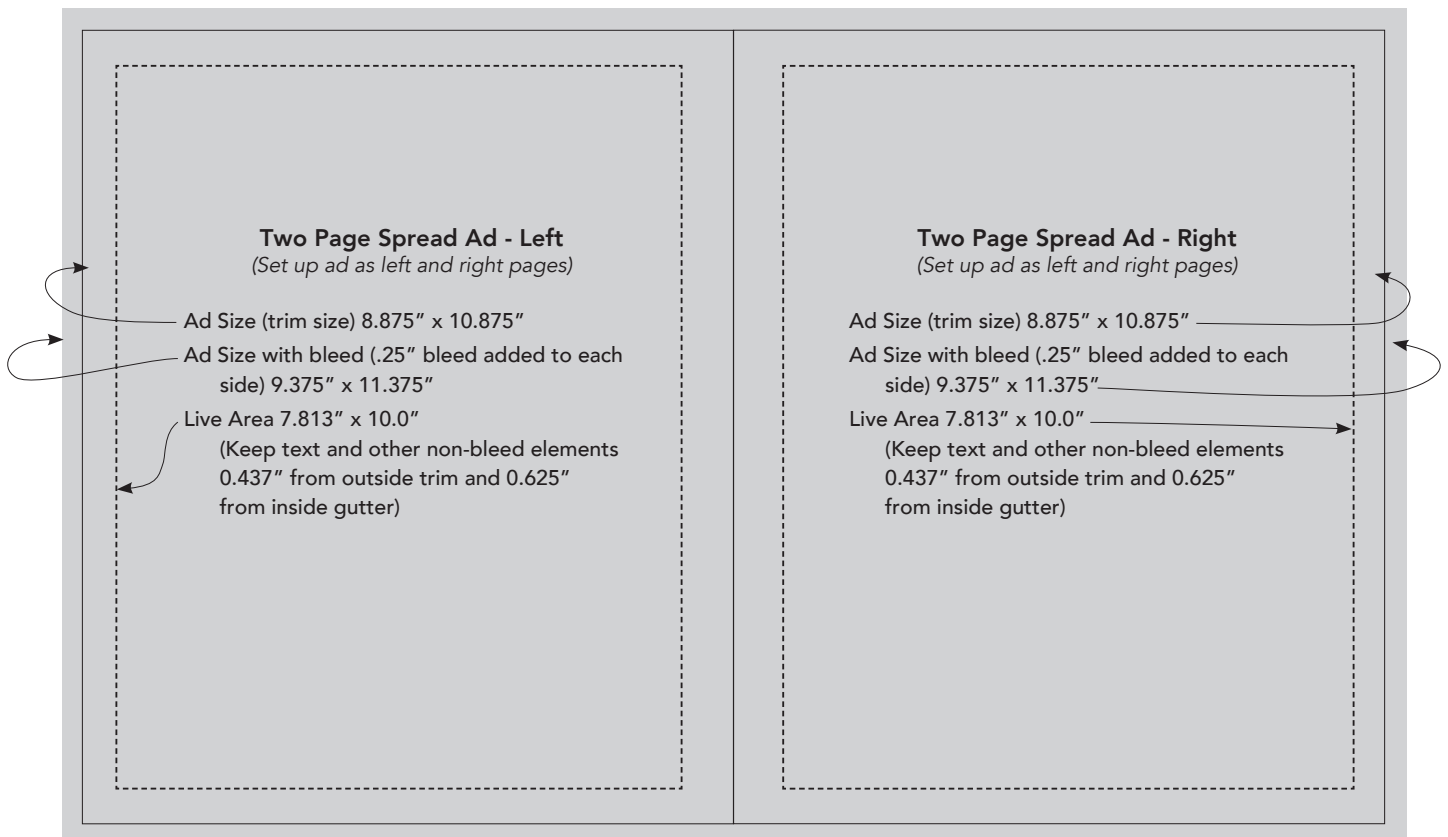 Two Page Spread Ad - Left
(Set up ad as left and right pages)
Ad Size (trim size) 8.875” x 10.875”
Ad Size with bleed (.25” bleed added to each
side) 9.375” x 11.375”
Live Area 7.813” x 10.0”
(Keep text and other non-bleed elements
0.437” from outside trim and 0.625”
from inside gutter)
Two Page Spread Ad - Right
(Set up ad as left and right pages)
Ad Size (trim size) 8.875” x 10.875”
Ad Size with bleed (.25” bleed added to each
side) 9.375” x 11.375”
Live Area 7.813” x 10.0”
(Keep text and other non-bleed elements
0.437” from outside trim and 0.625”
from inside gutter)